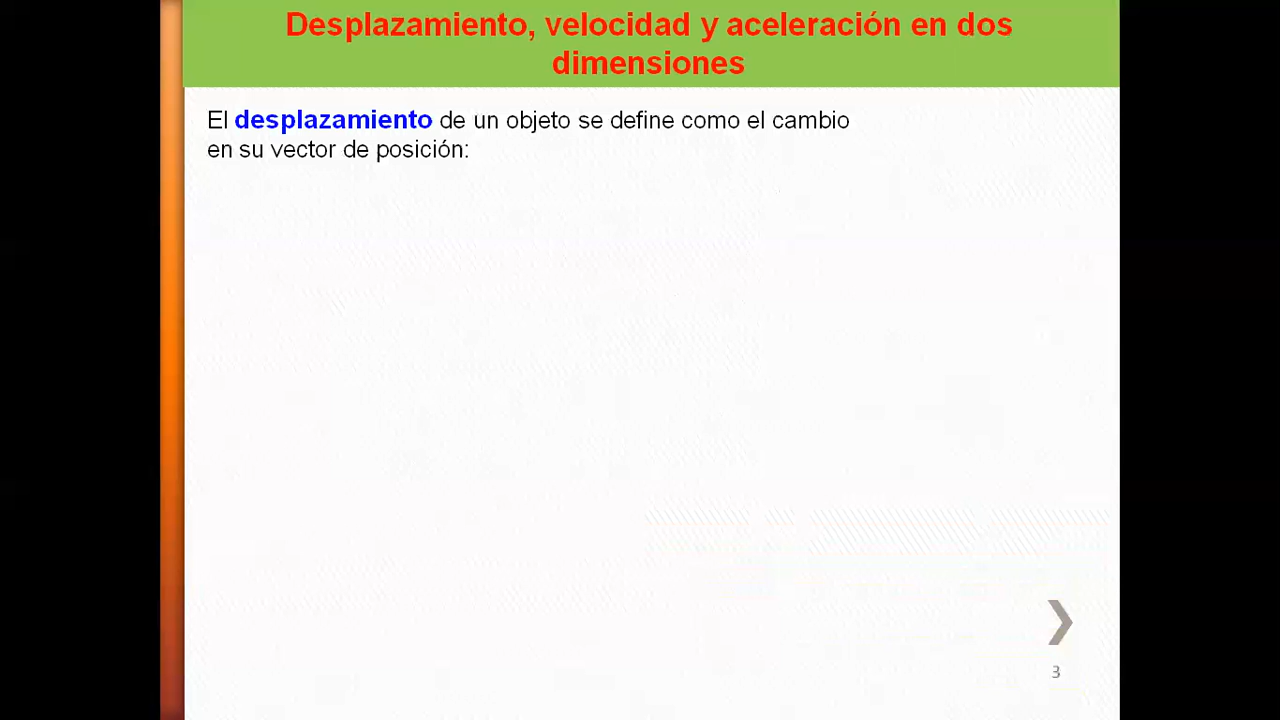 Desplazamiento, velocidad y aceleración en dos
dimensiones
El desplazamiento de un objeto se define como el cambio
en su vector de posición:
3